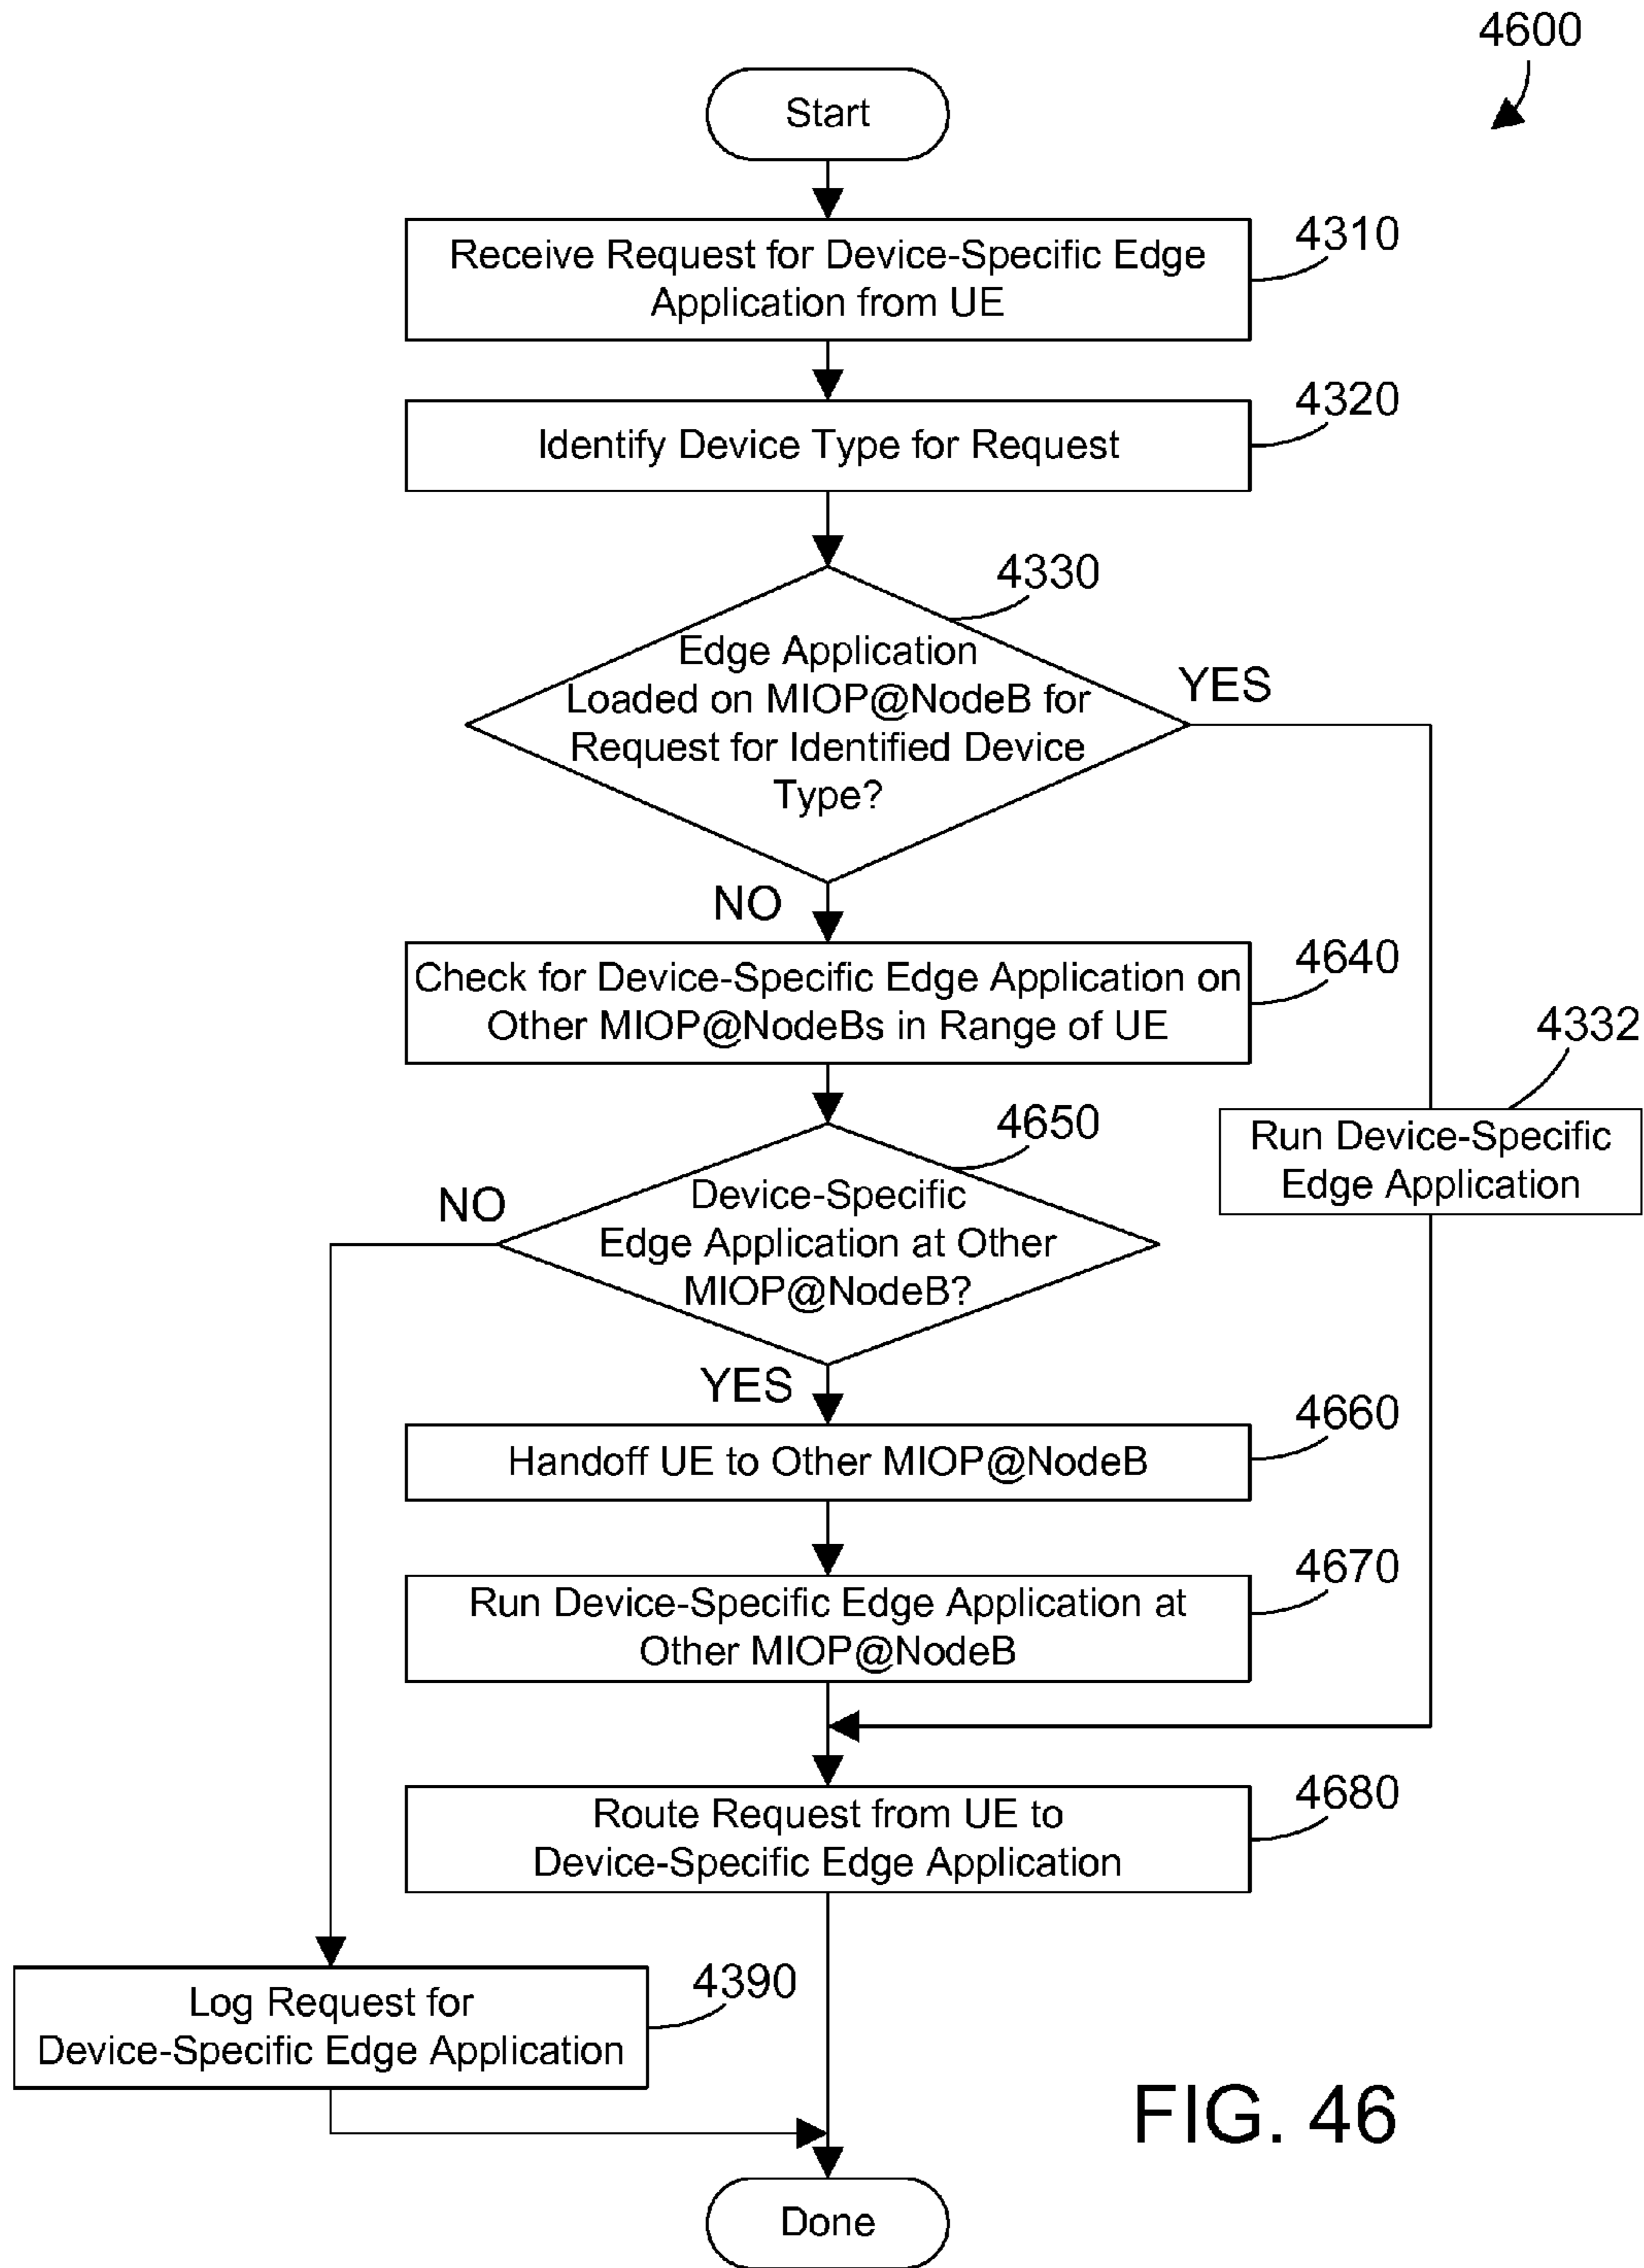 4600
Start
Receive Request for Device-Specific Edge
Application from UE
4310
Identify Device Type for Request
4320
4330
Edge Application
Loaded on MIOP@NodeB for
Request for Identified Device
Type?
YES
NO
Check for Device-Specific Edge Application on
Other MIOP@NodeBs in Range of UE
4640
4332
Run Device-Specific
Edge Application
4650
Device-Specific
Edge Application at Other
MIOP@NodeB?
NO
YES
Handoff UE to Other MIOP@NodeB
4660
Run Device-Specific Edge Application at
Other MIOP@NodeB
4670
Route Request from UE to
Device-Specific Edge Application
4680
Log Request for
Device-Specific Edge Application
4390
FIG. 46
Done